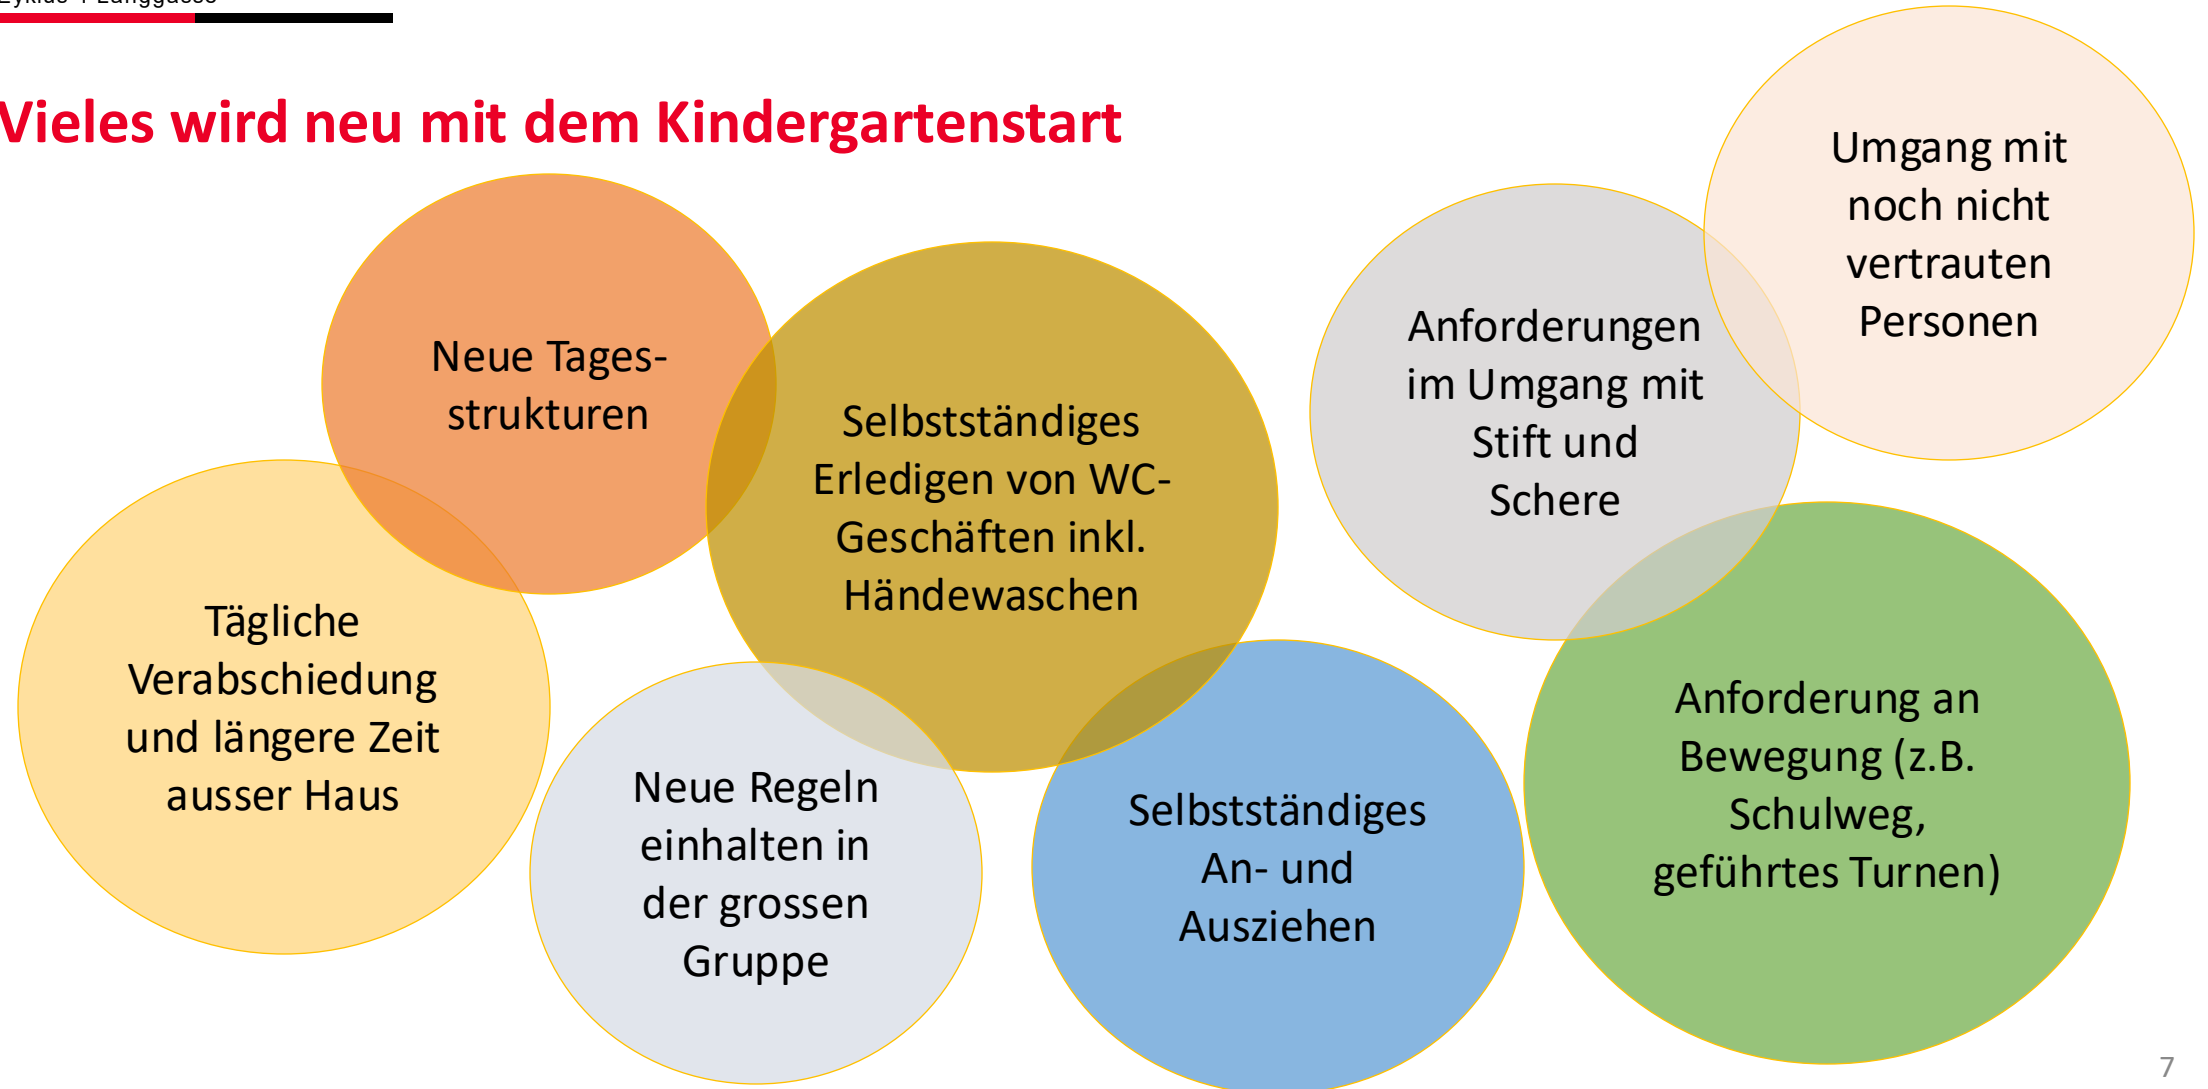 Vieles wird neu mit dem Kindergartenstart
Neue Tages-
strukturen
Selbstständiges
Erledigen von WC-
Geschäften inkl.
Händewaschen
Anforderungen
im Umgang mit
Stift und
Schere
Umgang mit
noch nicht
vertrauten
Personen
Tägliche
Verabschiedung
und längere Zeit
ausser Haus
Neue Regeln
einhalten in
der grossen
Gruppe
Selbstständiges
An- und
Ausziehen
Anforderung an
Bewegung (z.B.
Schulweg,
geführtes Turnen)
7